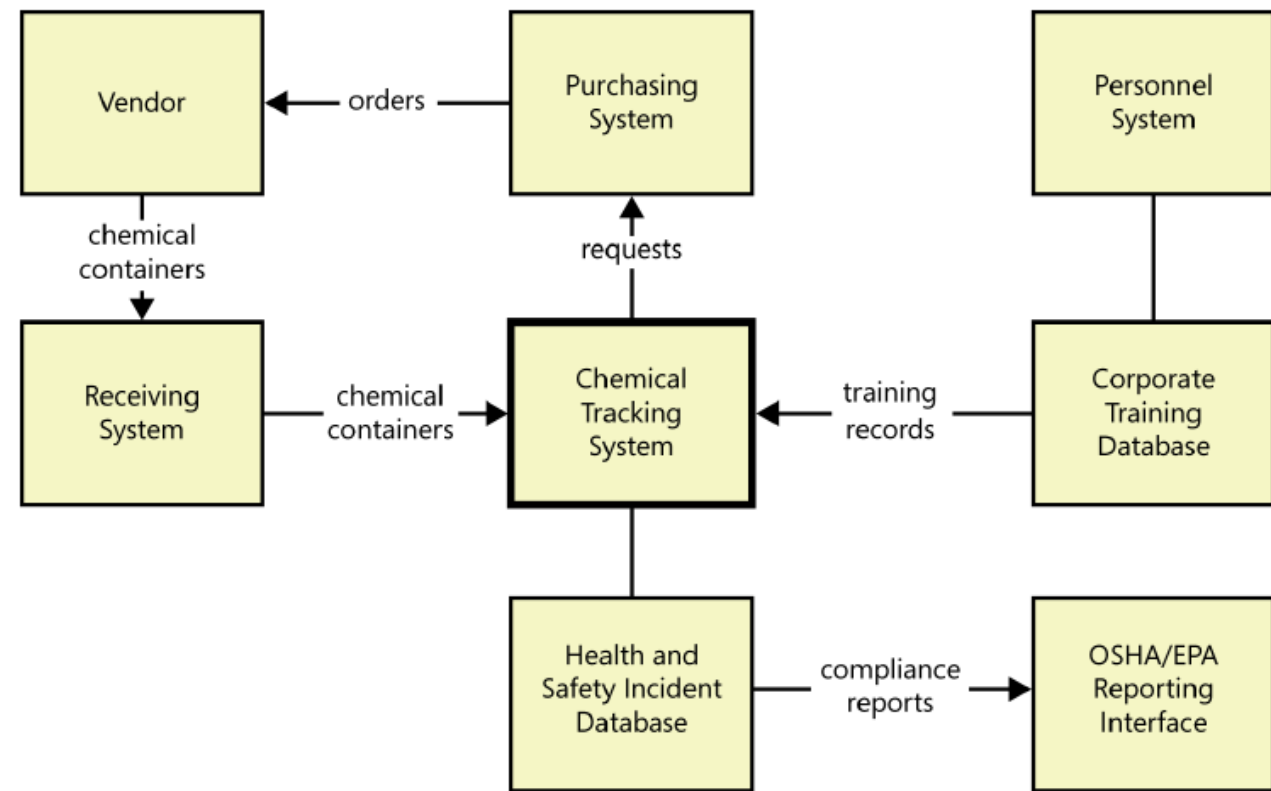 Vendor
orders
Purchasing
System
Personnel
System
chemical
containers
requests
Receiving
System
chemical
containers
Chemical
Tracking
System
training
records
Corporate
Training
Database
Health and
Safety Incident
Database
compliance
reports
OSHA/EPA
Reporting
Interface